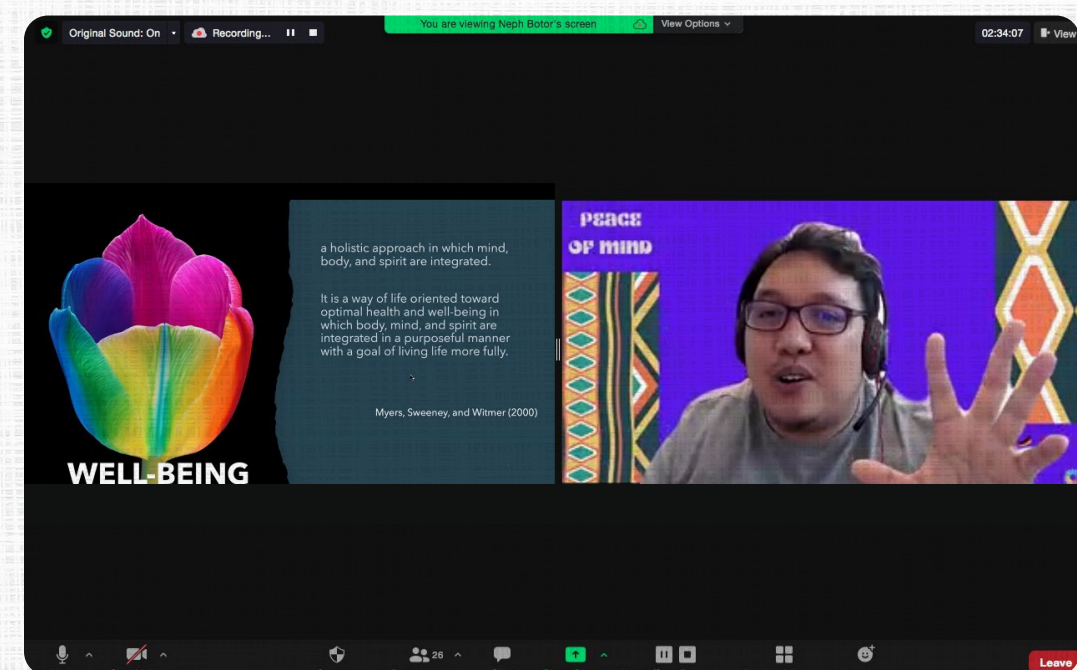 You are viewing Neph Botor's screen
View Options
Original Sound: On
Recording...
02:34:07
View
a holistic approach in which mind,
body, and spirit are integrated.
It is a way of life oriented toward
optimal health and well-being in
which body, mind, and spirit are
integrated in a purposeful manner
with a goal of living life more fully.
Myers, Sweeney, and Witmer (2000)
WELL-BEING
PEACE
OF MIND
26
Leave